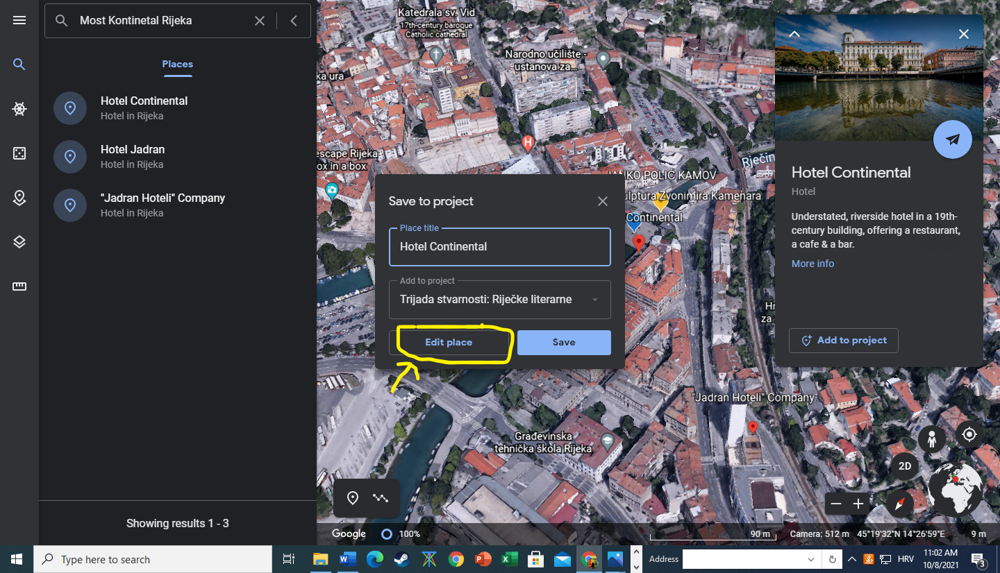 Most Kontinetal Rijeka
Places
Hotel Continental
Hotel in Rijeka
Hotel Jadran
Hotel in Rijeka
"Jadran Hoteli" Company
Hotel in Rijeka
Showing results 1 - 3
Katedrala sv. Vid
17th-century baroque
Catholic cathedral
Narodno učilište -
ustanova za...
ka ura
H
escape Rijeka
ox in a box
Rječin
JANKO POLIĆ KAMOV
ulptura Zvonimira Kamenara
Continental
Save to project
Place title
Hotel Continental
Add to project
Trijada stvarnosti: Riječke literarne
Edit place
Save
Hr
za
"Jadran Hoteli" Company
Građevinska
tehnička škola Rijeka
Hotel Continental
Hotel
Understated, riverside hotel in a 19th-
century building, offering a restaurant,
a cafe & a bar.
More info
Add to project
2D
Google
100%
90 m
Camera: 512 m
45°19'32"N 14°26'59"E
9 m
Type here to search
Address
HRV
11:02 AM
10/8/2021
3